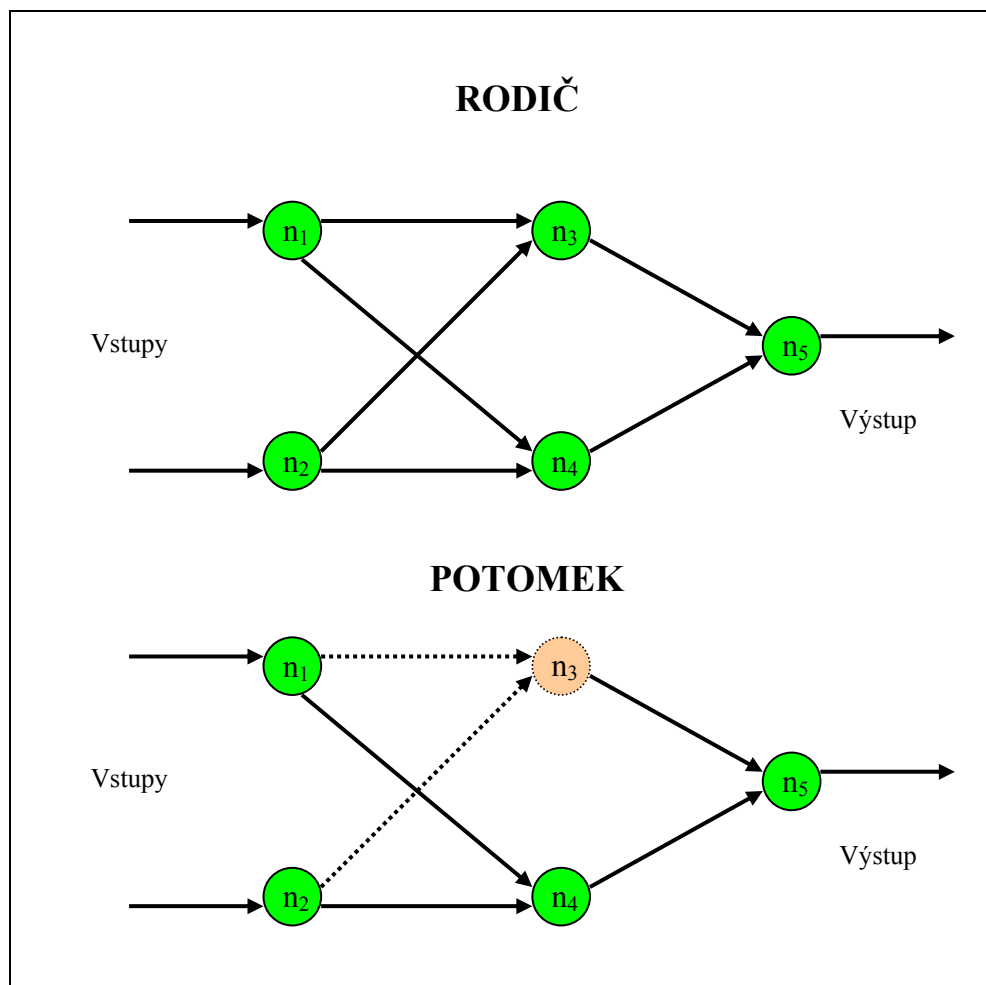 RODIČ
n₁
n₃
Vstupy
n₅
Výstup
n₂
n₄
POTOMEK
n₁
n₃
Vstupy
n₅
Výstup
n₂
n₄